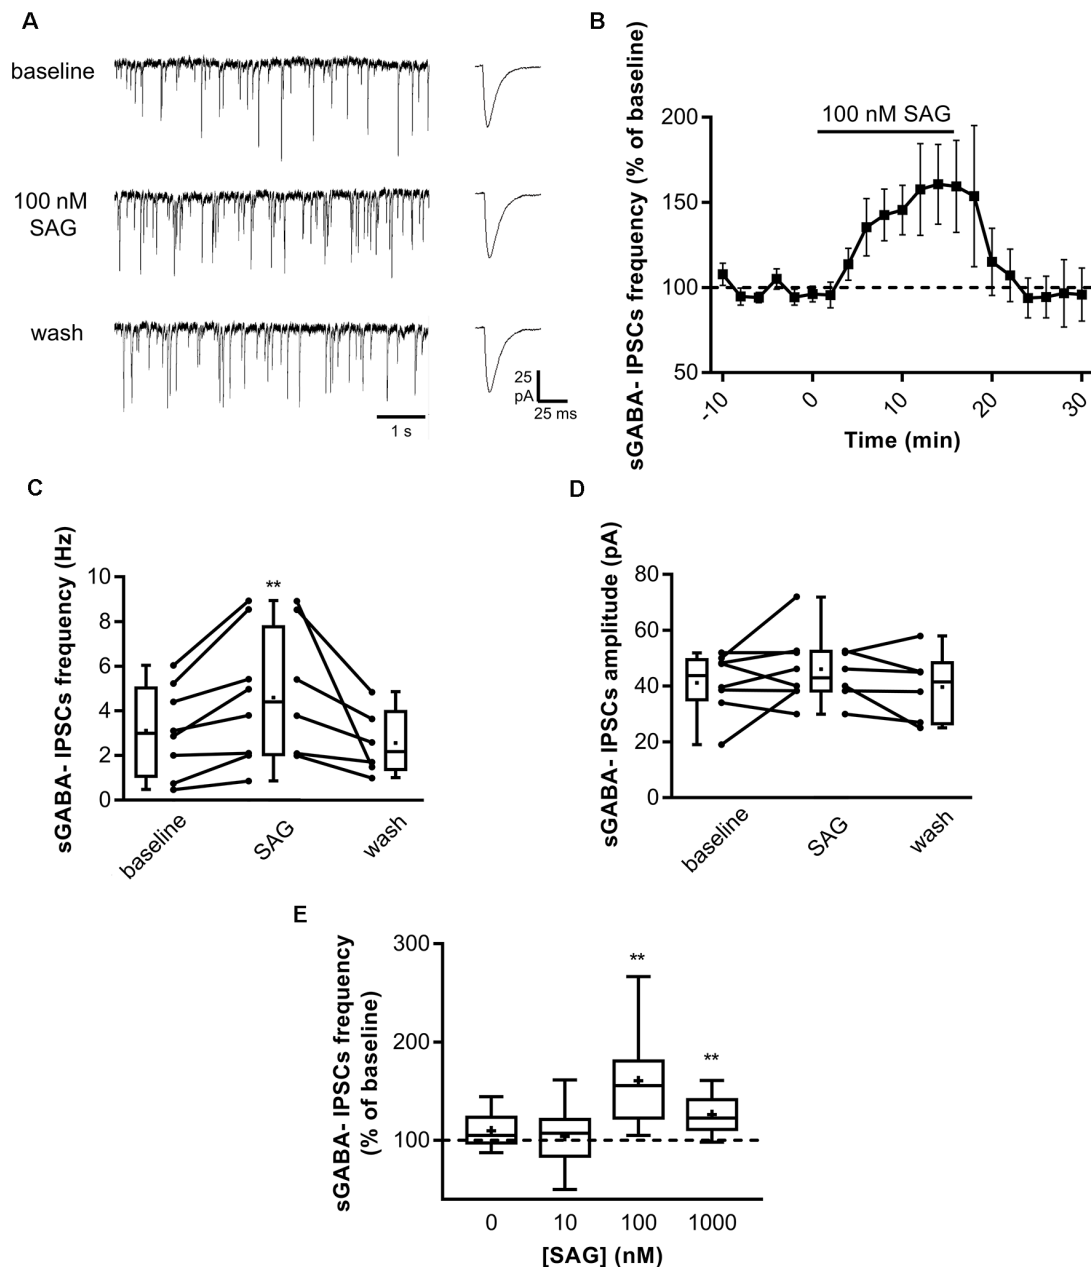 A
baseline
100 nM
SAG
wash
25
pA
25 ms
1 s
B
sGABA- IPSCs frequency (% of baseline)
200
150
100
50
100 nM SAG
-10
0
10
20
30
Time (min)
C
sGABA- IPSCs frequency (Hz)
10
8
6
4
2
0
**
baseline
SAG
wash
D
sGABA- IPSCs amplitude (pA)
80
60
40
20
0
baseline
SAG
wash
E
sGABA- IPSCs frequency
(% of baseline)
300
200
100
**
**
0
10
100
1000
[SAG] (nM)